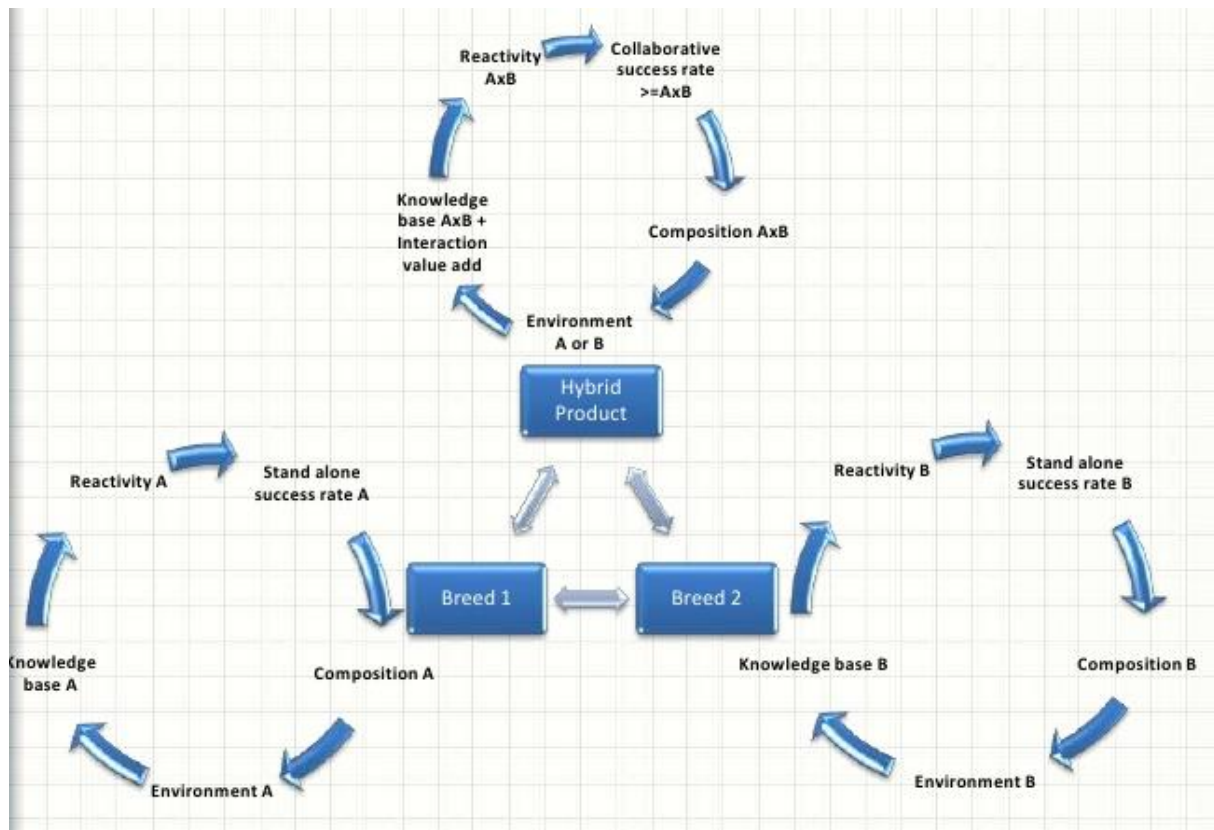 Reactivity
AxB
Collaborative
success rate
>=AxB
Knowledge
base AxB +
Interaction
value add
Composition AxB
Environment
A or B
Hybrid
Product
Reactivity A
Stand alone
success rate A
Breed 1
Knowledge
base A
Composition A
Environment A
Breed 2
Reactivity B
Stand alone
success rate B
Knowledge base B
Composition B
Environment B